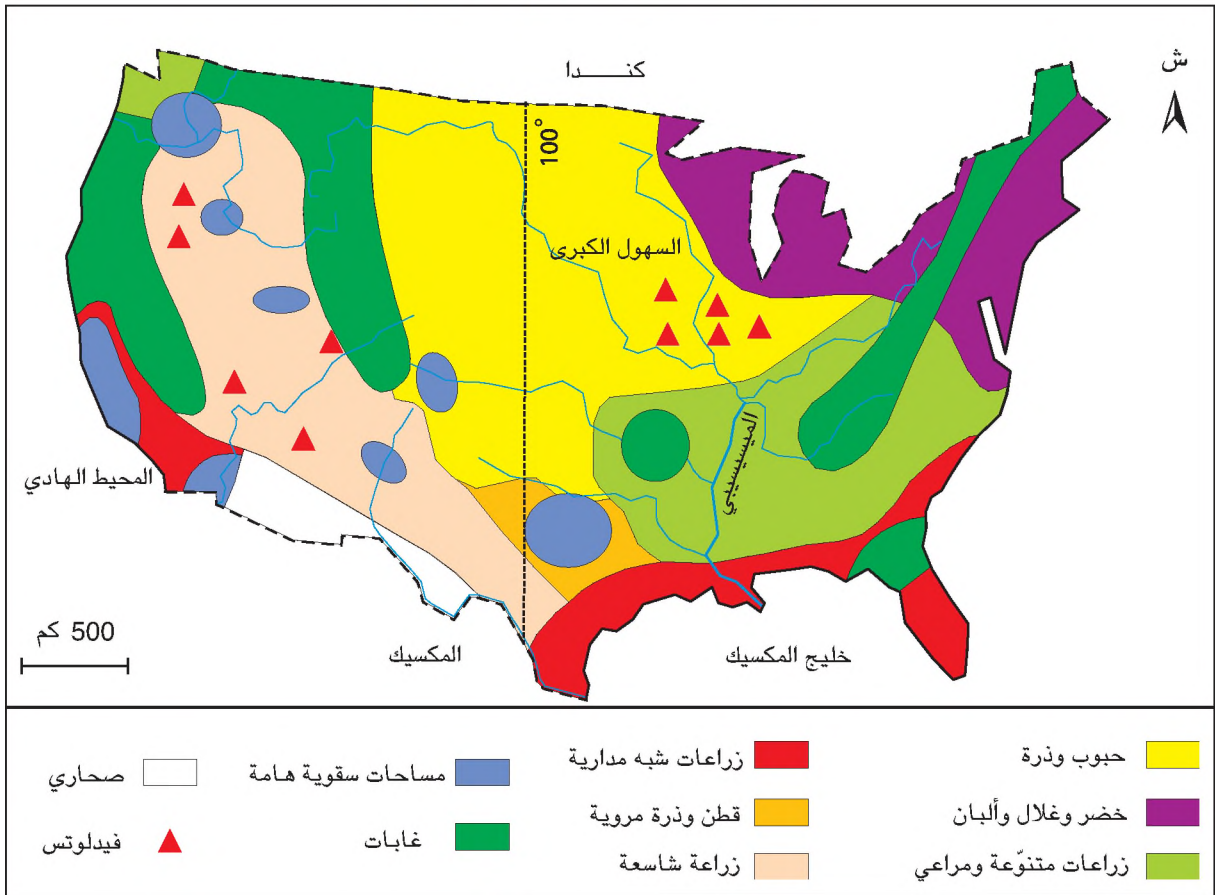 كنـــدا
ش
100°
السهول الكبرى
الميسيسيبي
المحيط الهادي
500 كم
المكسيك
خليج المكسيك
حبوب وذرة
زراعات شبه مدارية
مساحات سقوية هامة
صحاري
خضر وغلال وألبان
قطن وذرة مروية
غابات
فيدلوتس
زراعات متنوّعة ومراعي
زراعة شاسعة